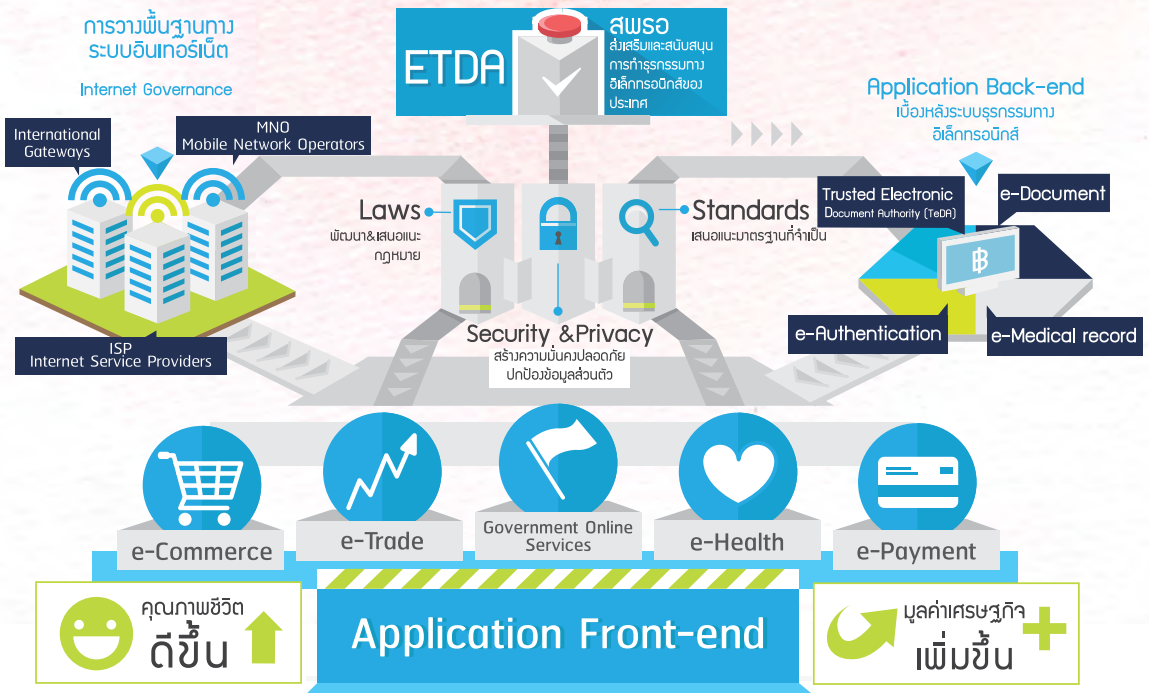 การวางพื้นฐานทาง
ระบบอินเทอร์เน็ต
Internet Governance
International
Gateways
MNO
Mobile Network Operators
ISP
Internet Service Providers
ETDA
สพธอ
ส่งเสริมและสนับสนุน
การทำธุรกรรมทาง
อิเล็กทรอนิกส์ของ
ประเทศ
Laws
พัฒนา&เสนอแนะ
กฎหมาย
Standards
เสนอแนะมาตรฐานที่จำเป็น
Security &Privacy
สร้างความมั่นคงปลอดภัย
ปกป้องข้อมูลส่วนตัว
Application Back-end
เบื้องหลังระบบธุรกรรมทาง
อิเล็กทรอนิกส์
Trusted Electronic
Document Authority (TeDA)
e-Document
฿
e-Authentication
e-Medical record
e-Commerce
e-Trade
Government Online
Services
e-Health
e-Payment
คุณภาพชีวิต
ดีขึ้น
Application Front-end
มูลค่าเศรษฐกิจ
เพิ่มขึ้น